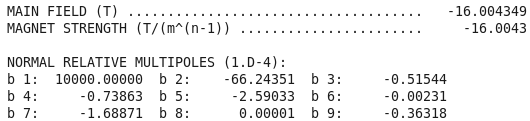 MAIN FIELD (T) ..................................... -16.004349
MAGNET STRENGTH (T/(m^(n-1)) ....................... -16.0043
NORMAL RELATIVE MULTIPOLES (1.D-4):
b 1: 10000.00000 b 2: -66.24351 b 3: -0.51544
b 4: -0.73863 b 5: -2.59033 b 6: -0.00231
b 7: -1.68871 b 8: 0.00001 b 9: -0.36318